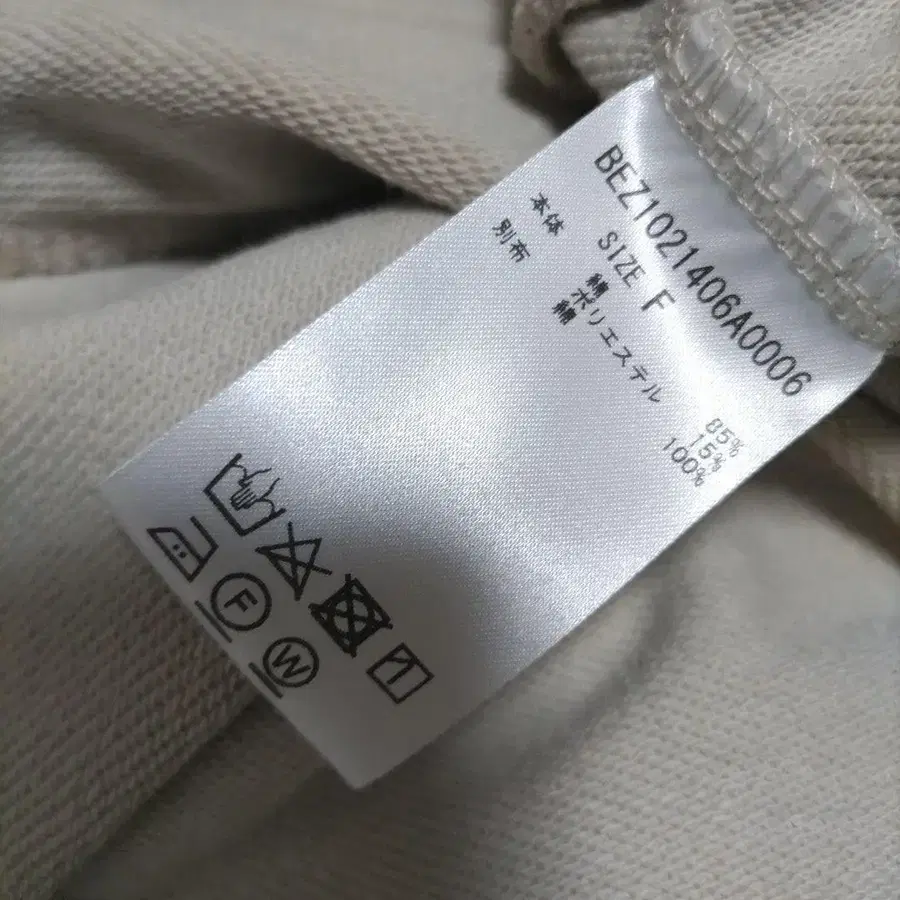 BEZ1021406A0006
SIZE F
本体 綿 85%
ポリエステル 15%
別布 綿 100%
F
W